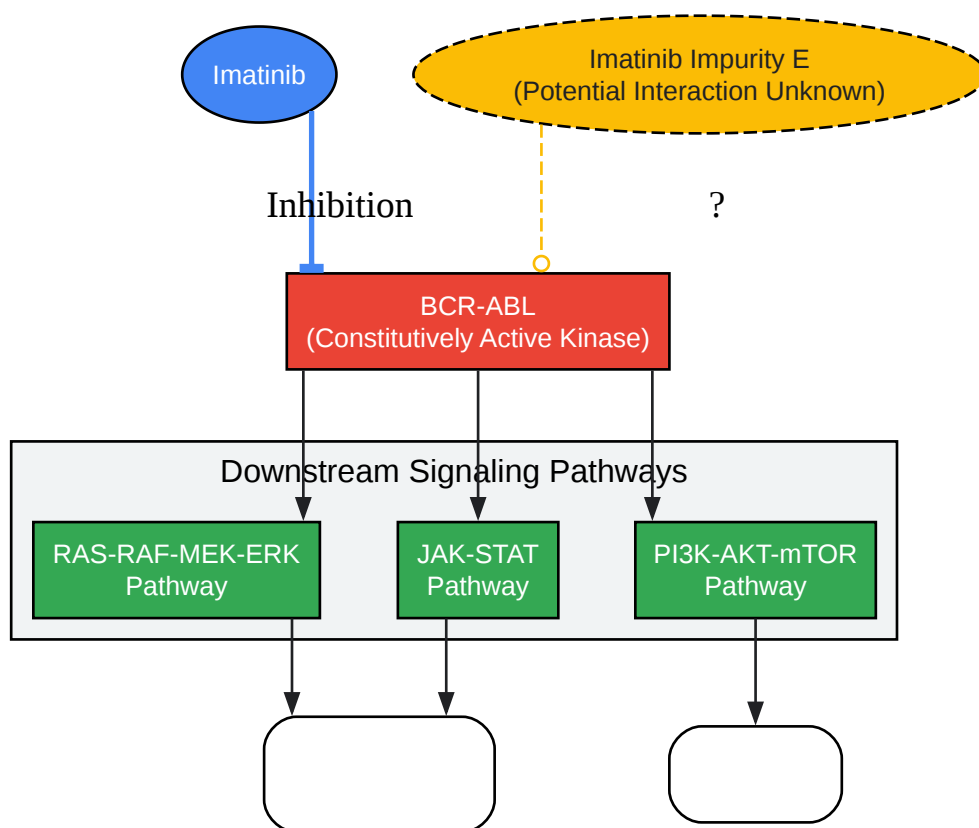 Imatinib
Imatinib Impurity E
(Potential Interaction Unknown)
Inhibition
?
BCR-ABL
(Constitutively Active Kinase)
Downstream Signaling Pathways
RAS-RAF-MEK-ERK
Pathway
JAK-STAT
Pathway
PI3K-AKT-mTOR
Pathway